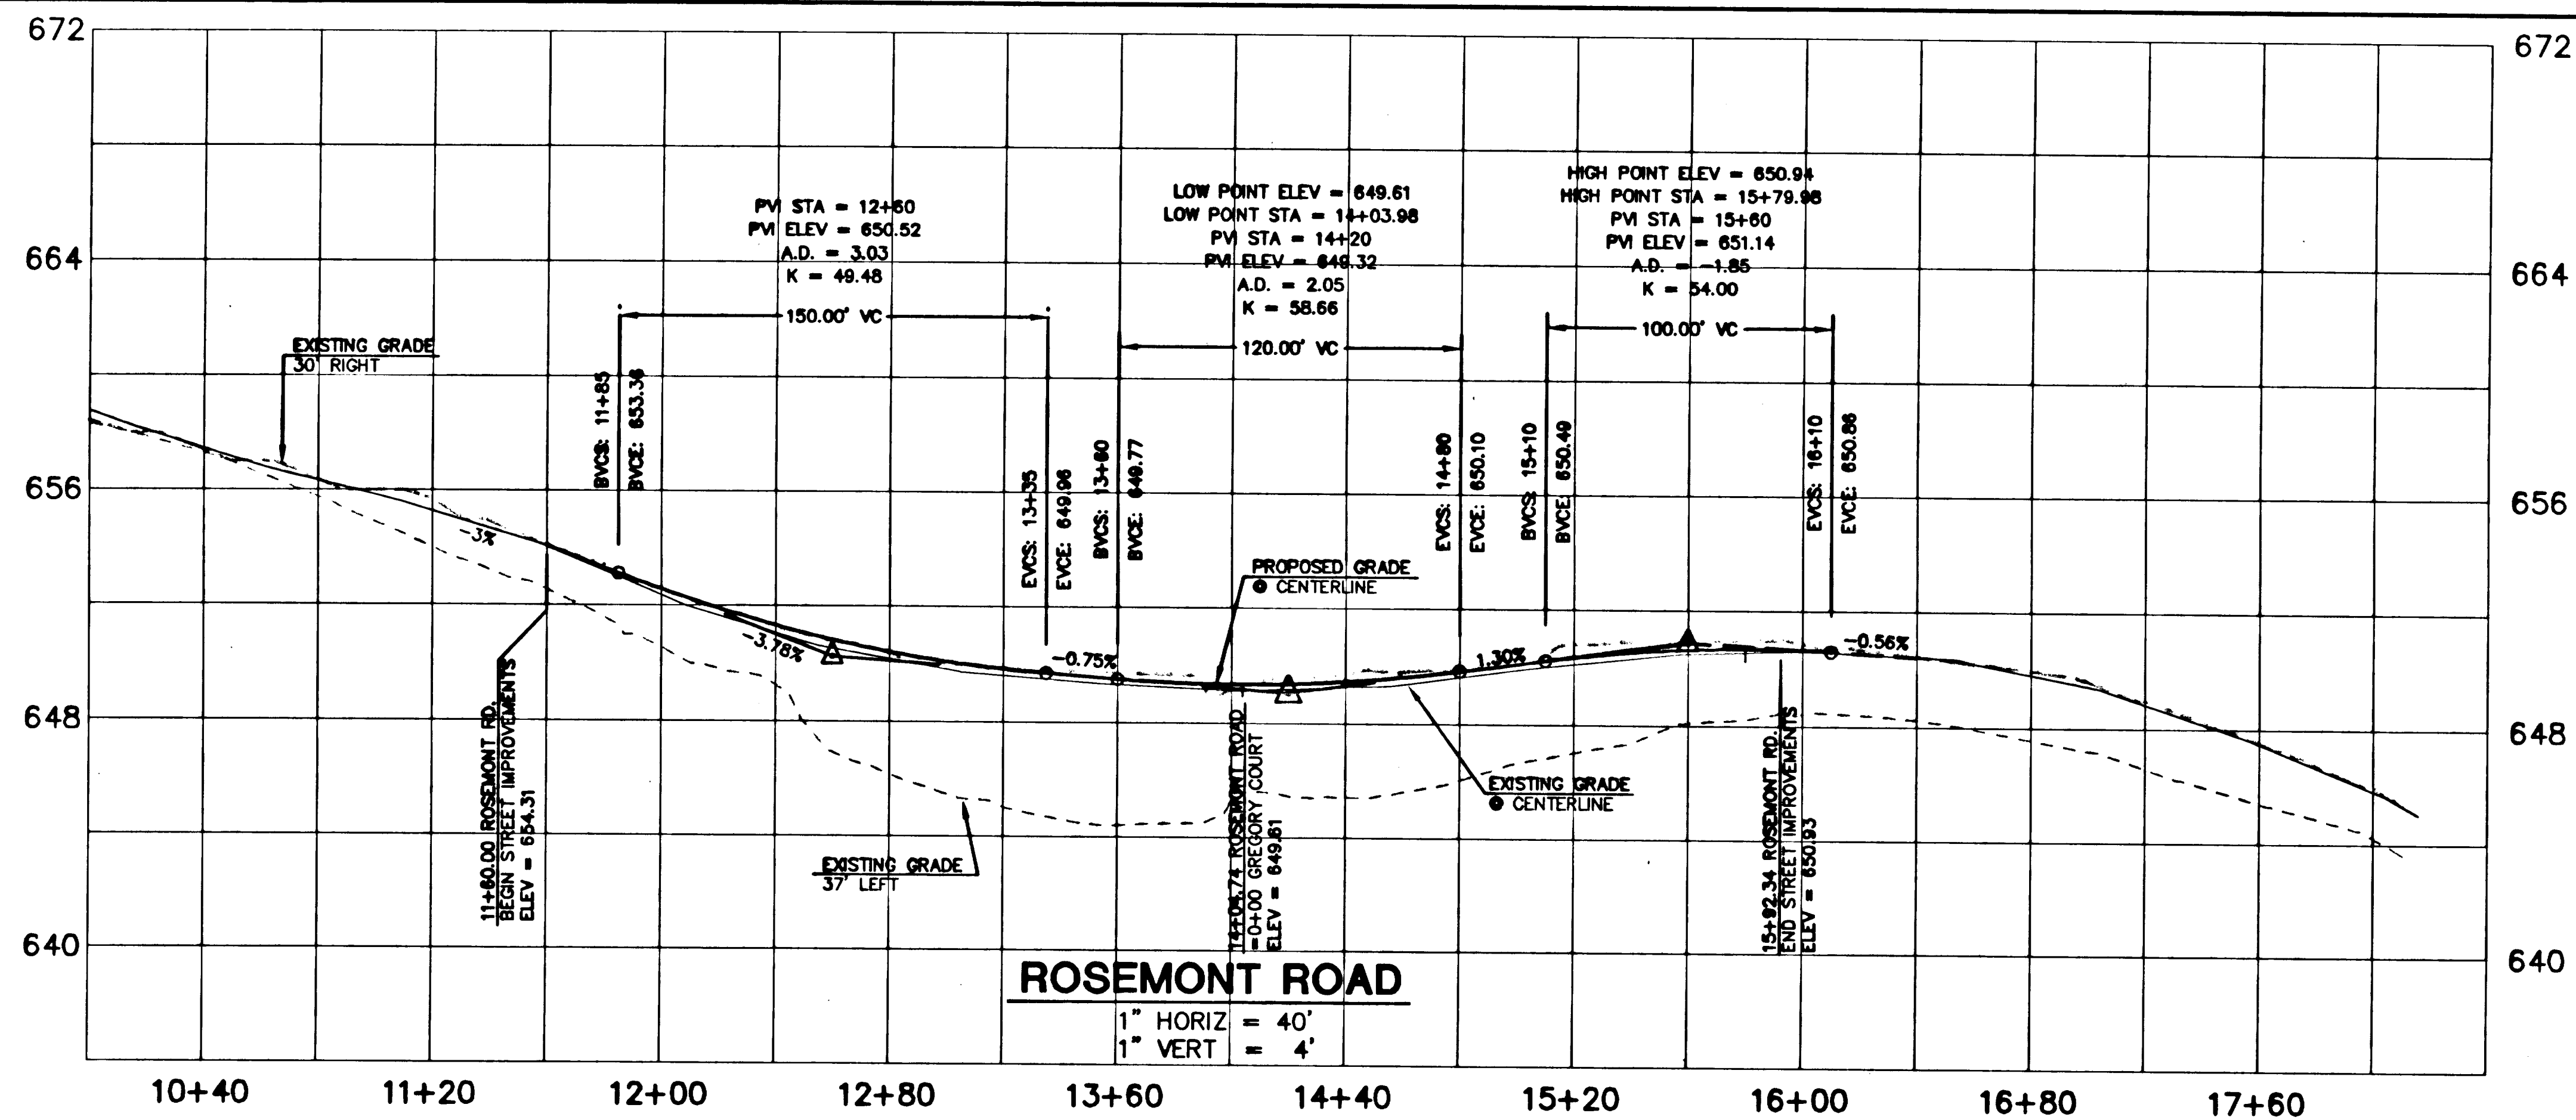 672
672
HIGH POINT ELEV = 650.94
HIGH POINT STA = 15+79.98
PVI STA = 15+60
PVI ELEV = 651.14
A.D. = -1.85
K = 54.00
LOW POINT ELEV = 649.61
LOW POINT STA = 14+03.98
PVI STA = 14+20
PVI ELEV = 649.32
A.D. = 2.05
K = 58.66
PVI STA = 12+60
PVI ELEV = 650.52
A.D. = 3.03
K = 49.48
664
664
150.00' VC
120.00' VC
100.00' VC
EXISTING GRADE
30' RIGHT
BVCS: 11+85
BVCE: 653.36
EVCS: 13+35
EVCE: 649.96
BVCS: 13+60
BVCE: 649.77
EVCS: 14+80
EVCE: 650.10
BVCS: 15+10
BVCE: 650.49
EVCS: 16+10
EVCE: 650.86
656
656
-3%
PROPOSED GRADE
CENTERLINE
-3.78%
-0.75%
1.30%
-0.56%
648
648
11+60.00 ROSEMONT RD.
BEGIN STREET IMPROVEMENTS
ELEV = 654.31
14+04.74 ROSEMONT ROAD
=0+00 GREGORY COURT
ELEV = 649.61
15+92.34 ROSEMONT RD.
END STREET IMPROVEMENTS
ELEV = 650.93
EXISTING GRADE
CENTERLINE
EXISTING GRADE
37' LEFT
640
640
ROSEMONT ROAD
1" HORIZ = 40'
1" VERT = 4'
10+40
11+20
12+00
12+80
13+60
14+40
15+20
16+00
16+80
17+60